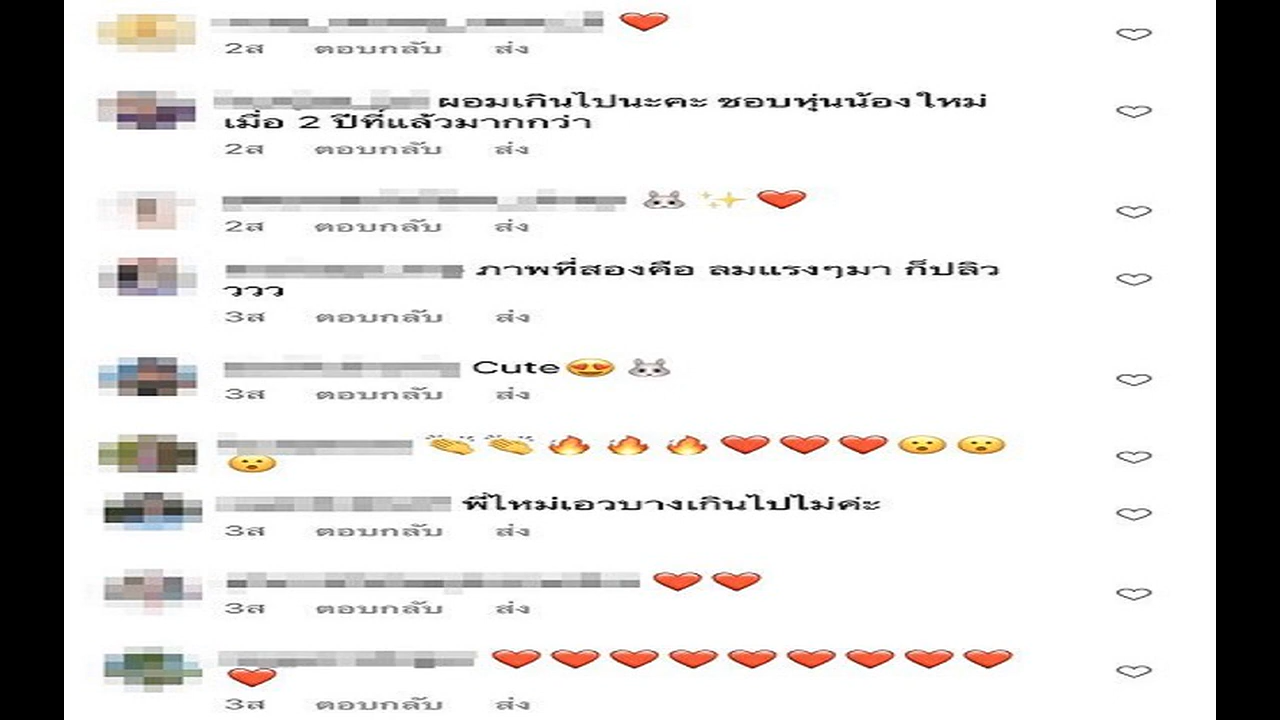 ❤️
2ส ตอบกลับ ส่ง
ผอมเกินไปนะคะ ชอบหุ่นน้องใหม่
เมื่อ 2 ปีที่แล้วมากกว่า
2ส ตอบกลับ ส่ง
🐰 ✨ ❤️
2ส ตอบกลับ ส่ง
ภาพที่สองคือ ลมแรงๆมา ก็ปลิว
ววว
3ส ตอบกลับ ส่ง
Cute😍 🐰
3ส ตอบกลับ ส่ง
👏 👏 🔥 🔥 🔥 ❤️ ❤️ ❤️ 😮 😮
😮
พี่ใหม่เอวบางเกินไปไม่ค่ะ
3ส ตอบกลับ ส่ง
❤️ ❤️
3ส ตอบกลับ ส่ง
❤️ ❤️ ❤️ ❤️ ❤️ ❤️ ❤️ ❤️ ❤️
❤️
3ส ตอบกลับ ส่ง